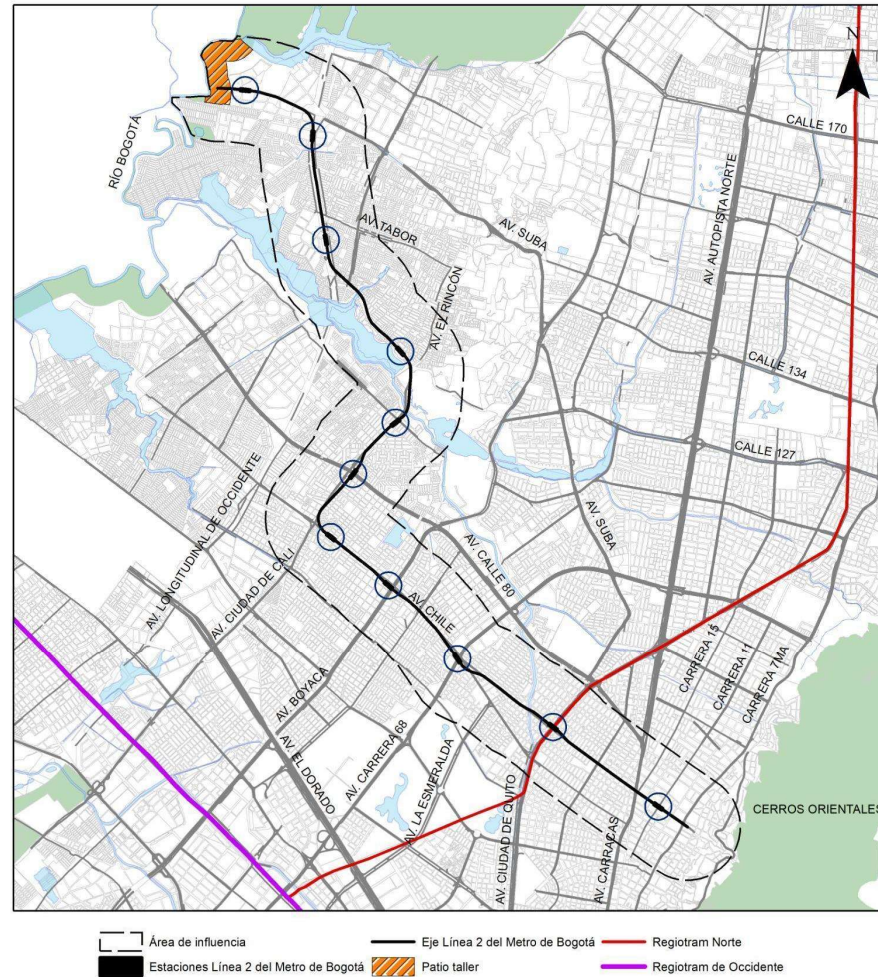 N
CALLE 170
RÍO BOGOTÁ
AV. AUTOPISTA NORTE
AV. TABOR
AV. SUBA
AV. EL RINCÓN
CALLE 134
CALLE 127
AV. LONGITUDINAL DE OCCIDENTE
AV. SUBA
AV. CIUDAD DE CALI
AV. CALLE 80
AV. CHILE
CARRERA 15
CARRERA 11
CARRERA 7MA
AV. BOYACA
AV. CARRERA 68
AV. EL DORADO
AV. LA ESMERALDA
AV. CIUDAD DE QUITO
AV. CARACAS
CERROS ORIENTALES
Área de influencia
Eje Línea 2 del Metro de Bogotá
Registram Norte
Estaciones Línea 2 del Metro de Bogotá
Patio taller
Registram de Occidente